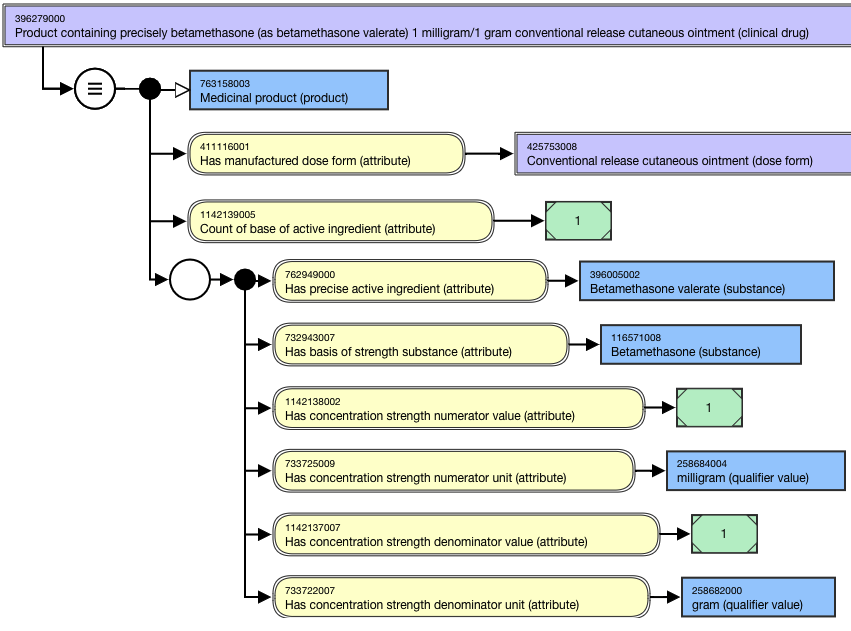 396279000
Product containing precisely betamethasone (as betamethasone valerate) 1 milligram/1 gram conventional release cutaneous ointment (clinical drug)
763158003
Medicinal product (product)
411116001
Has manufactured dose form (attribute)
425753008
Conventional release cutaneous ointment (dose form)
1142139005
Count of base of active ingredient (attribute)
1
762949000
Has precise active ingredient (attribute)
396005002
Betamethasone valerate (substance)
732943007
Has basis of strength substance (attribute)
116571008
Betamethasone (substance)
1142138002
Has concentration strength numerator value (attribute)
1
733725009
Has concentration strength numerator unit (attribute)
258684004
milligram (qualifier value)
1142137007
Has concentration strength denominator value (attribute)
1
733722007
Has concentration strength denominator unit (attribute)
258682000
gram (qualifier value)